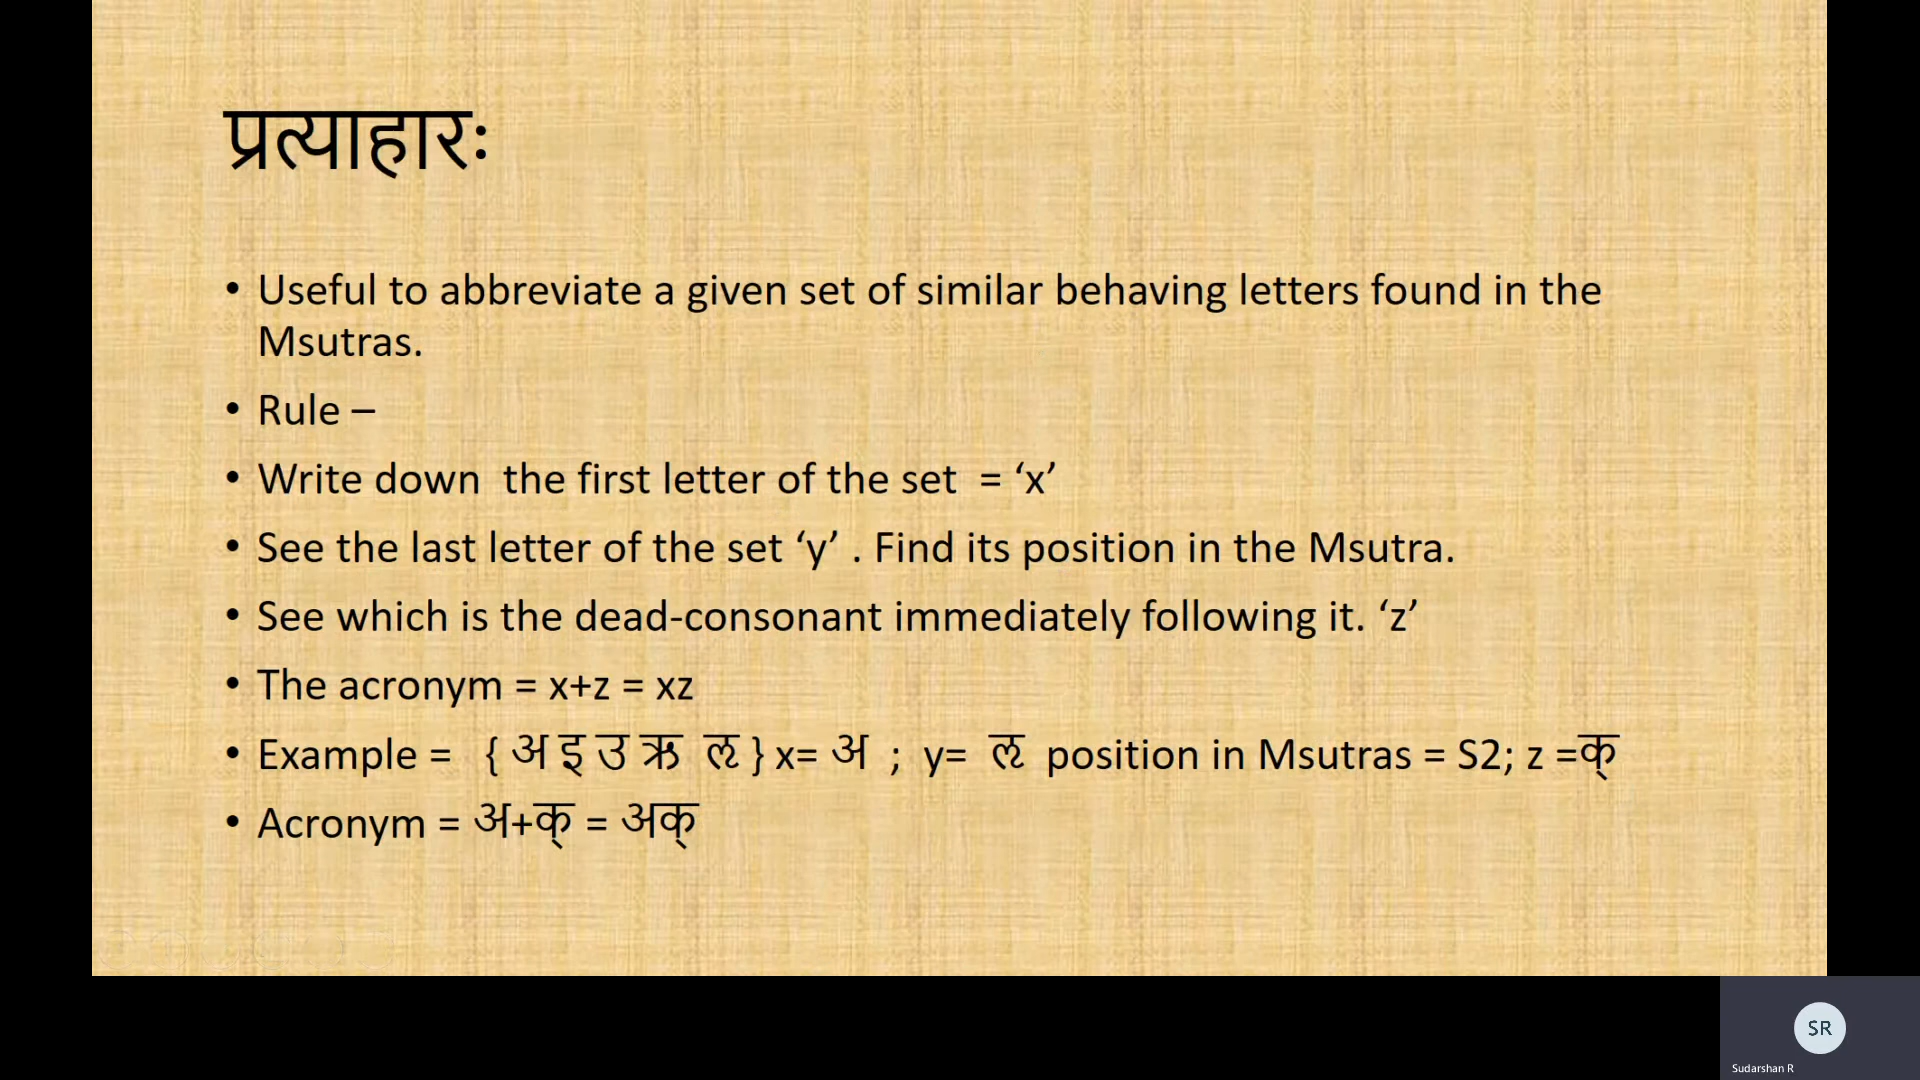 प्रत्याहारः
• Useful to abbreviate a given set of similar behaving letters found in the
Msutras.
• Rule –
• Write down  the first letter of the set  = ‘x’
• See the last letter of the set ‘y’ . Find its position in the Msutra.
• See which is the dead-consonant immediately following it. ‘z’
• The acronym = x+z = xz
• Example =   { अ इ उ ऋ  ऌ } x= अ  ;  y=  ऌ  position in Msutras = S2; z =क्
• Acronym = अ+क् = अक्
SR
Sudarshan R